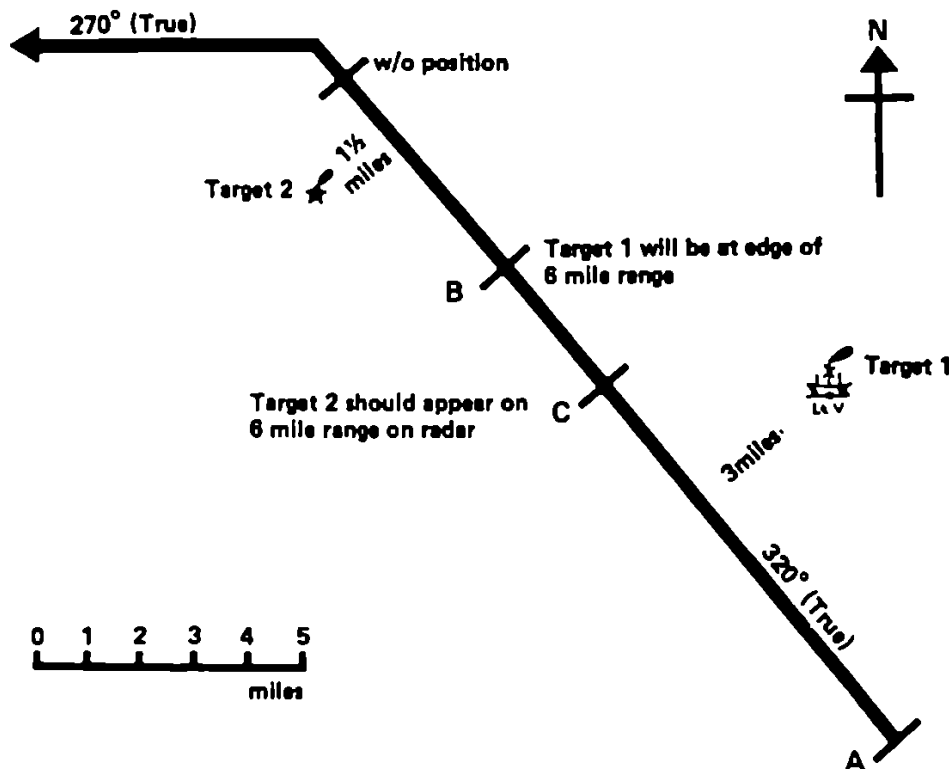 270° (True)
N
w/o position
1½
miles
Target 2
Target 1 will be at edge of
6 mile range
B
Target 1
Lt V
Target 2 should appear on
6 mile range on radar
C
3miles.
320° (True)
0 1 2 3 4 5
miles
A